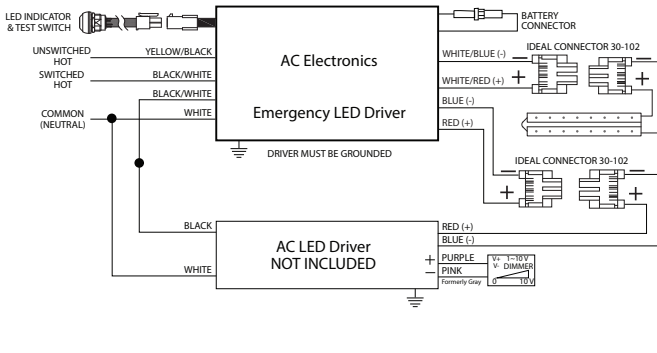 LED INDICATOR
& TEST SWITCH
BATTERY
CONNECTOR
UNSWITCHED
HOT
YELLOW/BLACK
SWITCHED
HOT
BLACK/WHITE
BLACK/WHITE
COMMON
(NEUTRAL)
WHITE
AC Electronics
Emergency LED Driver
DRIVER MUST BE GROUNDED
WHITE/BLUE (-)
WHITE/RED (+)
BLUE (-)
RED (+)
IDEAL CONNECTOR 30-102
− + + −
IDEAL CONNECTOR 30-102
− + + −
BLACK
WHITE
AC LED Driver
NOT INCLUDED
RED (+)
BLUE (-)
+ PURPLE
− PINK
Formerly Gray
V+ 1~10 V
V- DIMMER
0 10 V